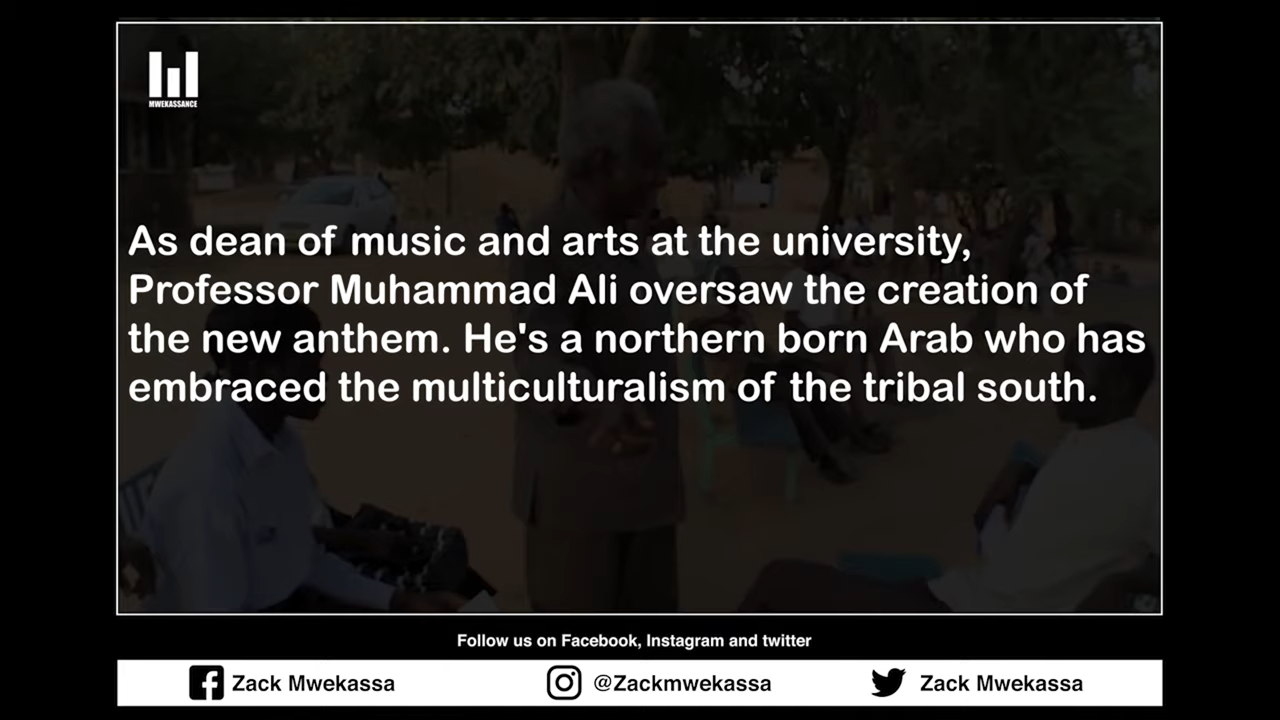 MWEKASSANCE
As dean of music and arts at the university,
Professor Muhammad Ali oversaw the creation of
the new anthem. He's a northern born Arab who has
embraced the multiculturalism of the tribal south.
Follow us on Facebook, Instagram and twitter
Zack Mwekassa @Zackmwekassa Zack Mwekassa